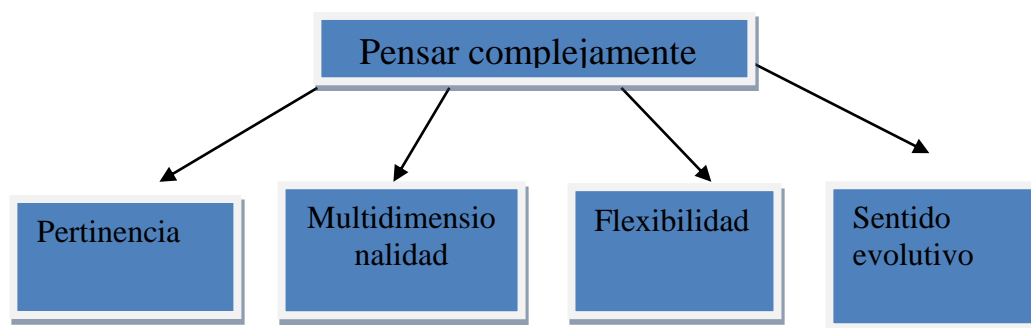 Pensar complejamente
Pertinencia
Multidimensio
nalidad
Flexibilidad
Sentido
evolutivo